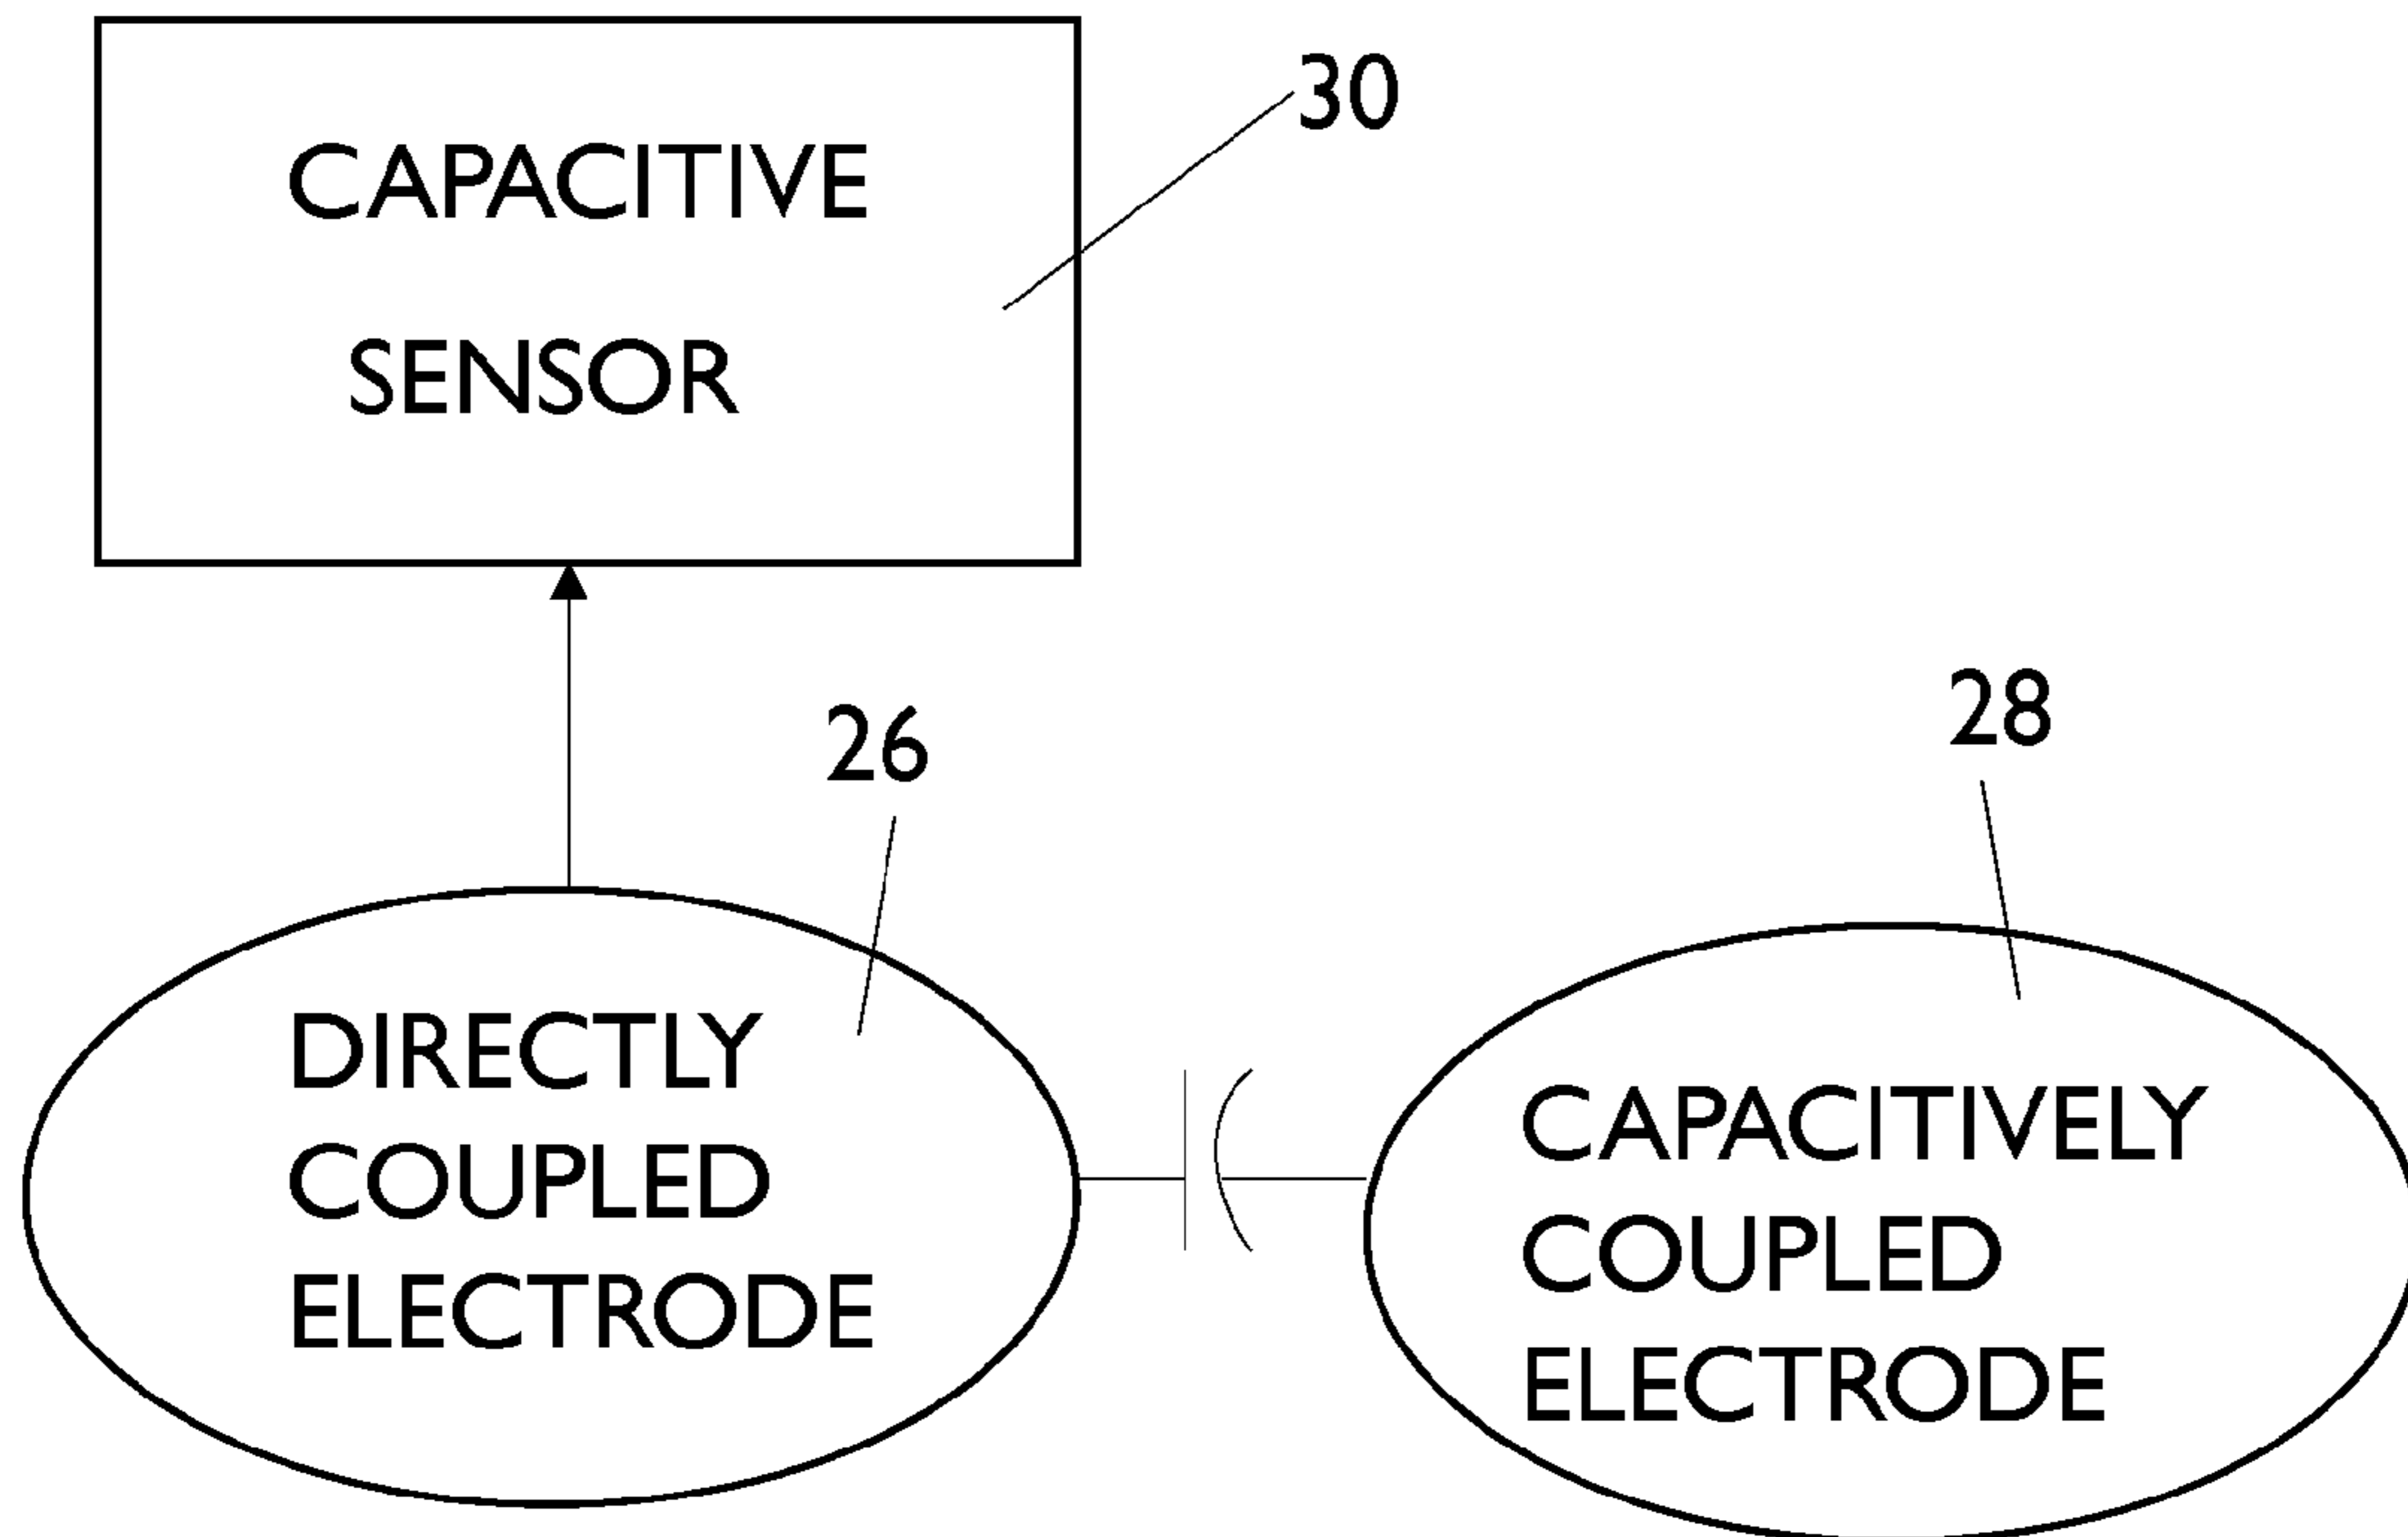 CAPACITIVE
SENSOR
30
26
28
DIRECTLY
COUPLED
ELECTRODE
CAPACITIVELY
COUPLED
ELECTRODE